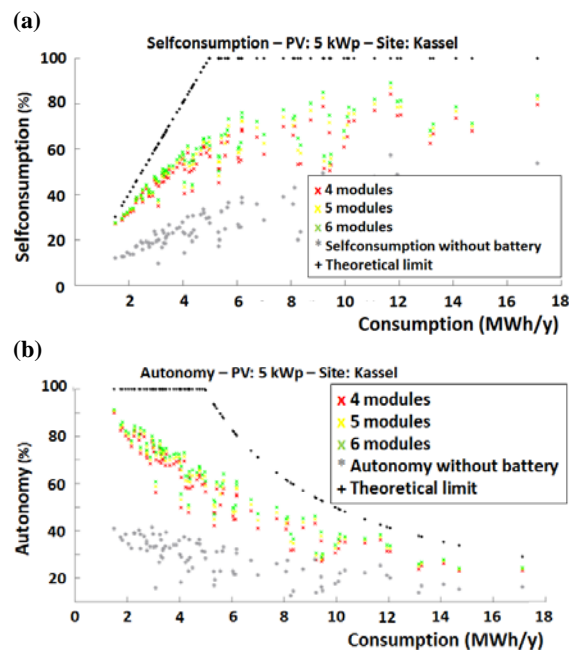 (a)
Selfconsumption – PV: 5 kWp – Site: Kassel
100
80
60
40
20
0
Selfconsumption (%)
x 4 modules
x 5 modules
x 6 modules
* Selfconsumption without battery
+ Theoretical limit
0 2 4 6 8 10 12 14 16 18
Consumption (MWh/y)
(b)
Autonomy – PV: 5 kWp – Site: Kassel
100
80
60
40
20
Autonomy (%)
x 4 modules
x 5 modules
x 6 modules
* Autonomy without battery
+ Theoretical limit
0 2 4 6 8 10 12 14 16 18
Consumption (MWh/y)